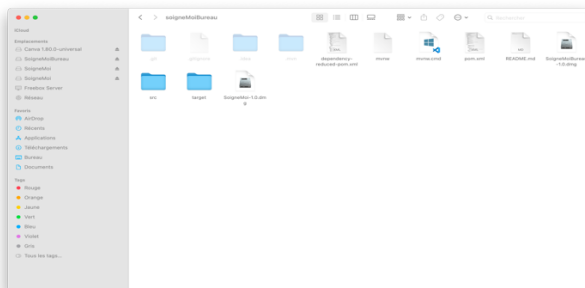 soigneMoiBureau
Rechercher
iCloud
Emplacements
Canva 1.80.0-universal
SoigneMoiBureau
SoigneMoi
SoigneMoi
Freebox Server
Réseau
Favoris
AirDrop
Récents
Applications
Téléchargements
Bureau
Documents
Tags
Rouge
Orange
Jaune
Vert
Bleu
Violet
Gris
Tous les tags...
.git
.gitignore
.idea
.mvn
dependency-reduced-pom.xml
mvnw
mvnw.cmd
pom.xml
README.md
SoigneMoiBureau-1.0.dmg
src
target
SoigneMoi-1.0.dmg